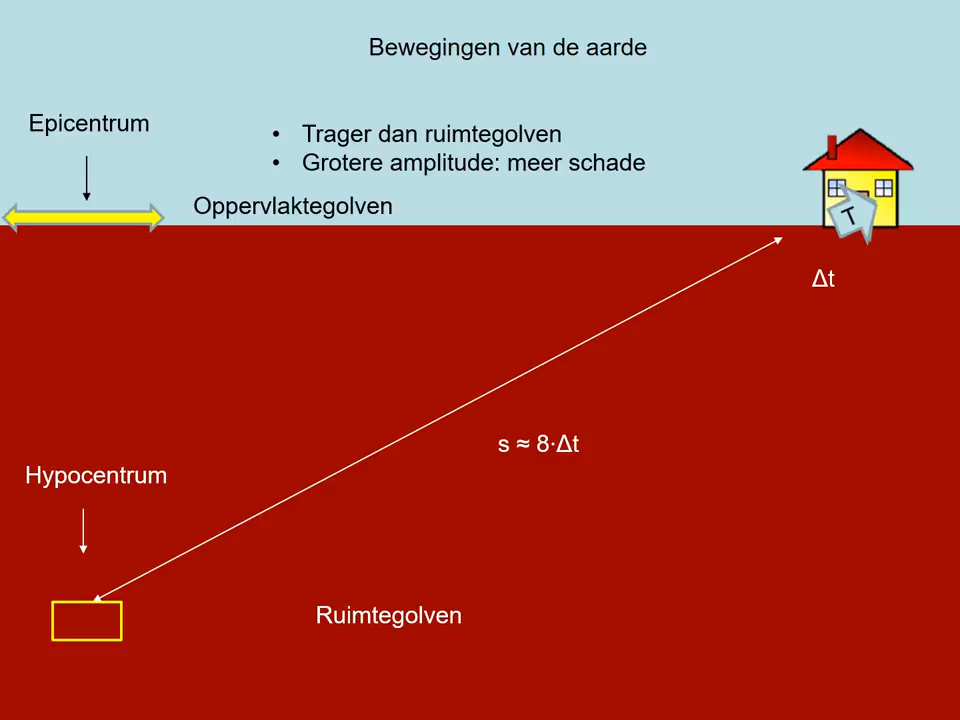 Bewegingen van de aarde
Epicentrum
• Trager dan ruimtegolven
• Grotere amplitude: meer schade
Oppervlaktegolven
T
Δt
s ≈ 8·Δt
Hypocentrum
Ruimtegolven